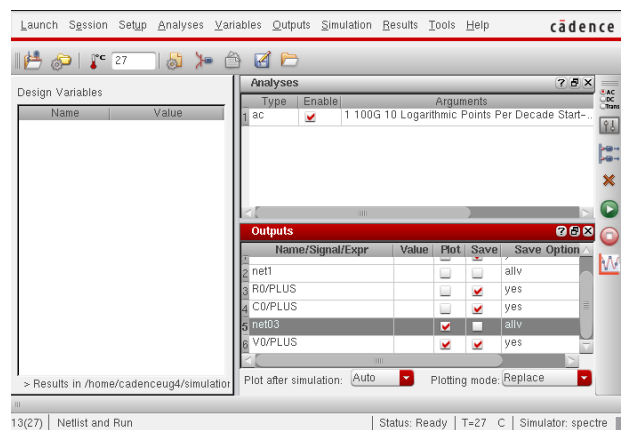 Launch Session Setup Analyses Variables Outputs Simulation Results Tools Help cādence
°C 27
Design Variables
Name Value
Analyses
Type Enable Arguments
1 ac 1 100G 10 Logarithmic Points Per Decade Start-..
AC
DC
Trans
Outputs
Name/Signal/Expr Value Plot Save Save Option
2 net1 allv
3 R0/PLUS yes
4 C0/PLUS yes
5 net03 allv
6 V0/PLUS yes
> Results in /home/cadenceug4/simulation
Plot after simulation: Auto Plotting mode: Replace
13(27) Netlist and Run Status: Ready T=27 C Simulator: spectre